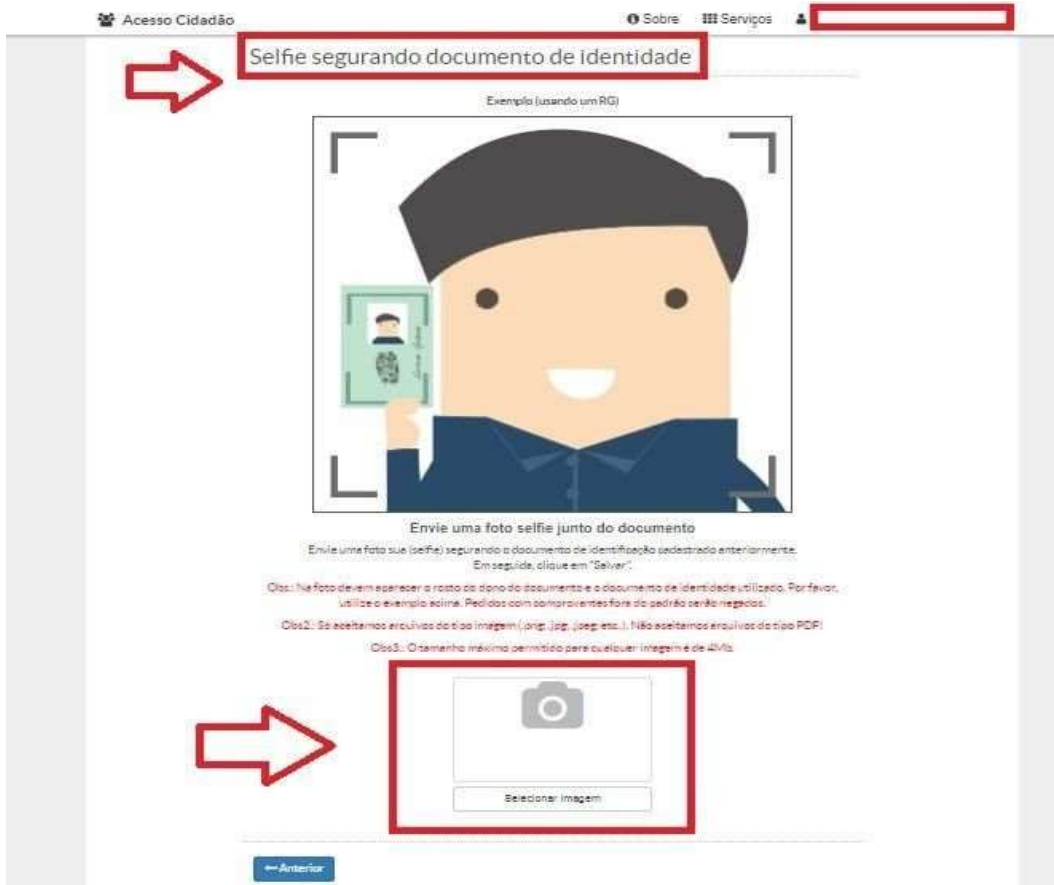 Acesso Cidadão
Sobre
Serviços
Selfie segurando documento de identidade
Exemplo (usando um RG)
Envie uma foto selfie junto do documento
Envie uma foto sua (selfie) segurando o documento de identificação cadastrado anteriormente.
Em seguida, clique em "Salvar".
Obs.: Na foto devem aparecer o rosto do dono do documento e o documento de identidade utilizado. Por favor,
utilize o exemplo acima. Pedidos com comprovantes fora do padrão serão negados.
Obs2.: Só aceitamos arquivos do tipo imagem (.png, .jpg, .jpeg, etc.). Não aceitamos arquivos do tipo PDF!
Obs3.: O tamanho máximo permitido para qualquer imagem é de 4Mb.
Selecionar imagem
Anterior